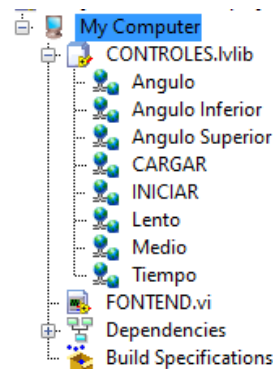 My Computer
CONTROLES.lvlib
Angulo
Angulo Inferior
Angulo Superior
CARGAR
INICIAR
Lento
Medio
Tiempo
FONTEND.vi
Dependencies
Build Specifications